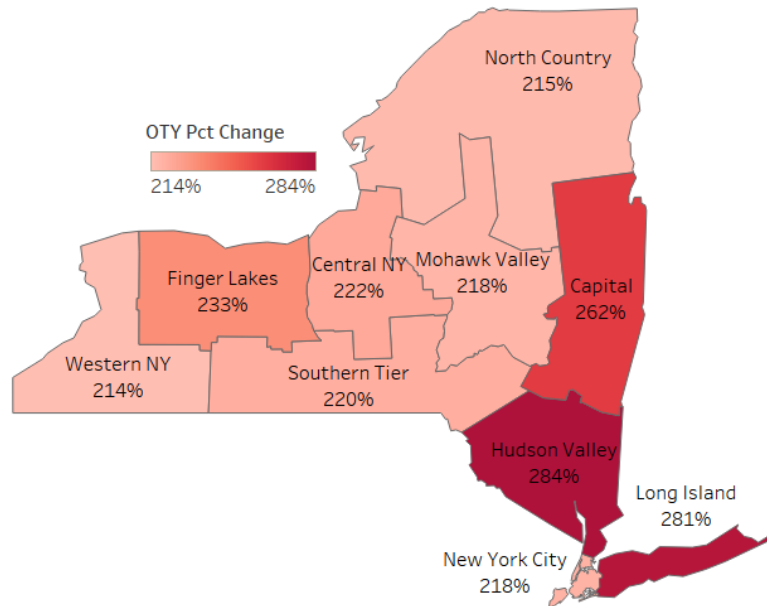 North Country
215%
OTY Pct Change
214% 284%
Finger Lakes
233%
Central NY
222%
Mohawk Valley
218%
Capital
262%
Western NY
214%
Southern Tier
220%
Hudson Valley
284%
Long Island
281%
New York City
218%